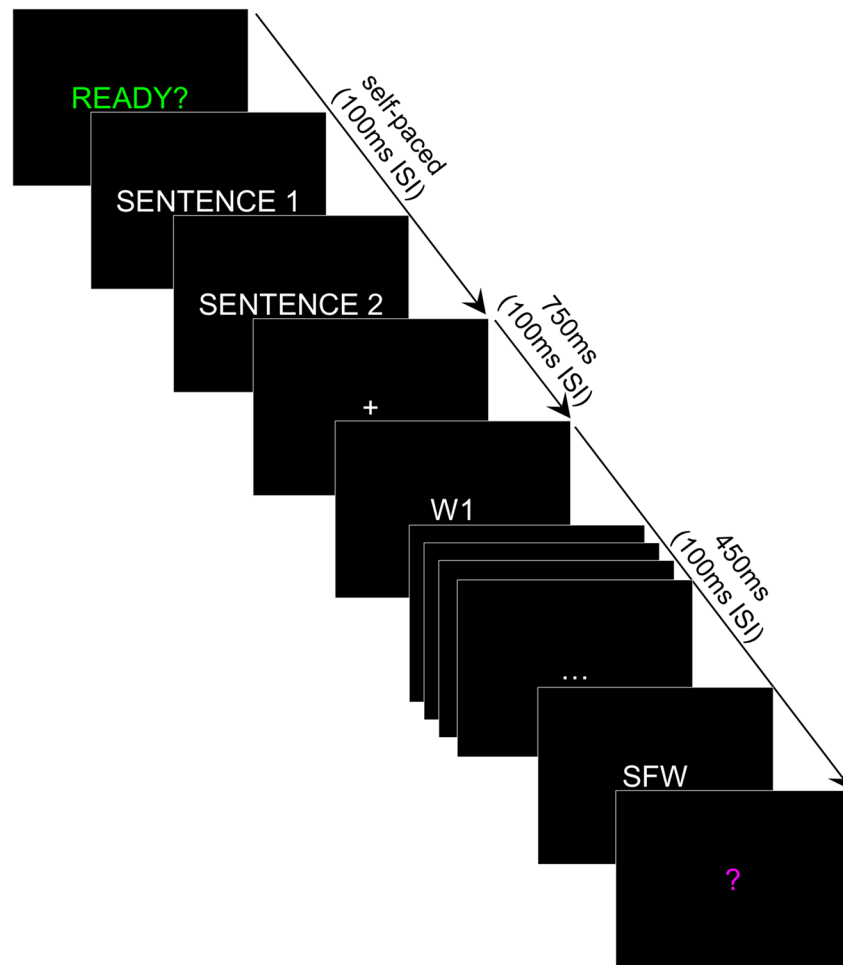 READY?
self-paced
(100ms ISI)
SENTENCE 1
SENTENCE 2
750ms
(100ms ISI)
+
W1
450ms
(100ms ISI)
...
SFW
?